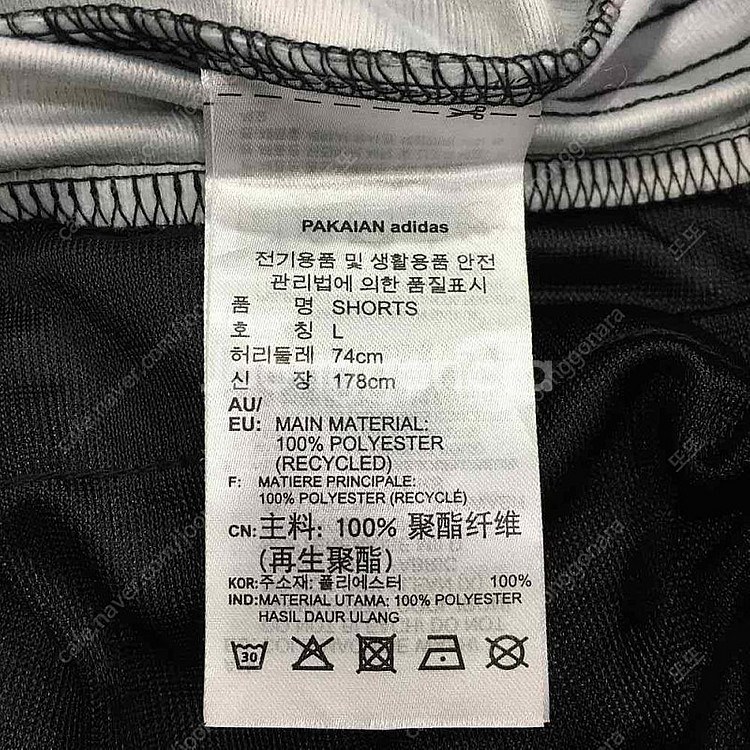 PAKAIAN adidas
전기용품 및 생활용품 안전
관리법에 의한 품질표시
품 명 SHORTS
호 칭 L
허리둘레 74cm
신 장 178cm
AU/
EU: MAIN MATERIAL:
100% POLYESTER
(RECYCLED)
F: MATIERE PRINCIPALE:
100% POLYESTER (RECYCLÉ)
CN: 主料: 100% 聚酯纤维
(再生聚酯)
KOR: 주소재: 폴리에스터 100%
IND: MATERIAL UTAMA: 100% POLYESTER
HASIL DAUR ULANG
30